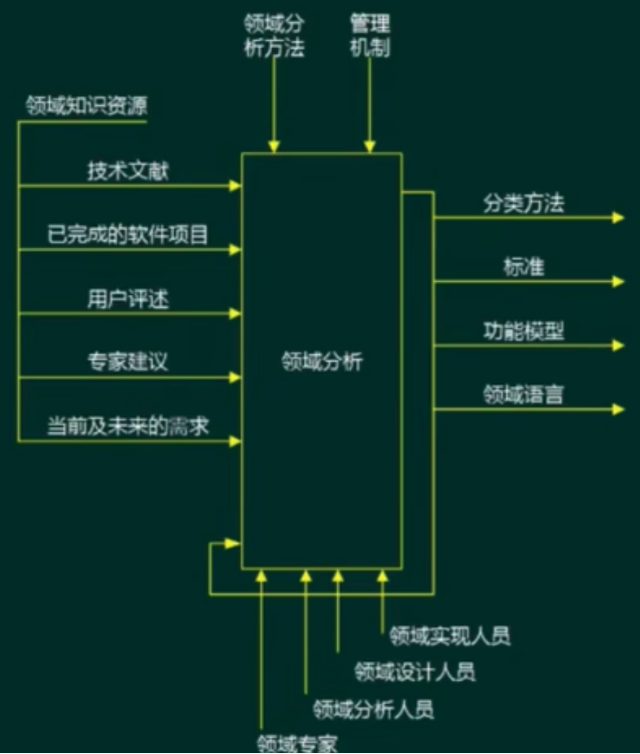 领域分
析方法
管理
机制
领域知识资源
技术文献
已完成的软件项目
用户评述
专家建议
当前及未来的需求
领域分析
分类方法
标准
功能模型
领域语言
领域实现人员
领域设计人员
领域分析人员
领域专家